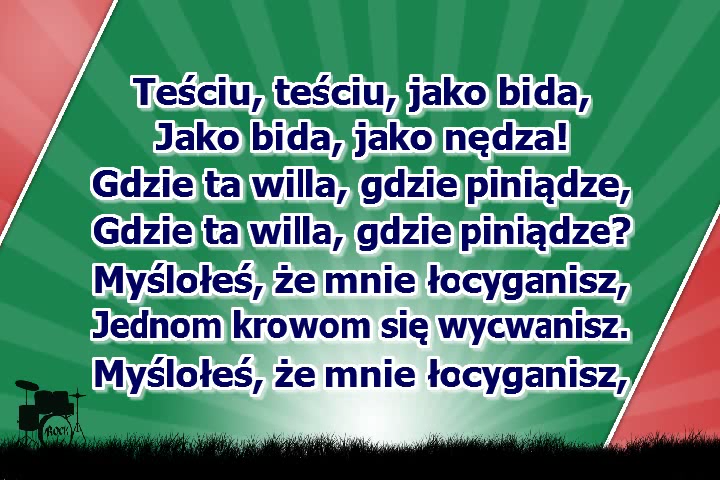 Teściu, teściu, jako bida,
Jako bida, jako nędza!
Gdzie ta willa, gdzie piniądze,
Gdzie ta willa, gdzie piniądze?
Myślołeś, że mnie łocyganisz,
Jednom krowom się wycwanisz.
Myślołeś, że mnie łocyganisz,
ROCK